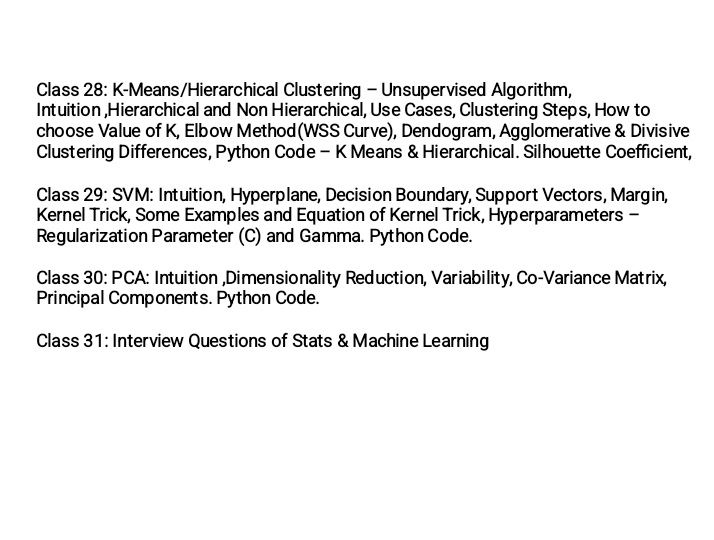 Class 28: K-Means/Hierarchical Clustering – Unsupervised Algorithm,
Intuition ,Hierarchical and Non Hierarchical, Use Cases, Clustering Steps, How to
choose Value of K, Elbow Method(WSS Curve), Dendogram, Agglomerative & Divisive
Clustering Differences, Python Code – K Means & Hierarchical. Silhouette Coefficient,
Class 29: SVM: Intuition, Hyperplane, Decision Boundary, Support Vectors, Margin,
Kernel Trick, Some Examples and Equation of Kernel Trick, Hyperparameters –
Regularization Parameter (C) and Gamma. Python Code.
Class 30: PCA: Intuition ,Dimensionality Reduction, Variability, Co-Variance Matrix,
Principal Components. Python Code.
Class 31: Interview Questions of Stats & Machine Learning